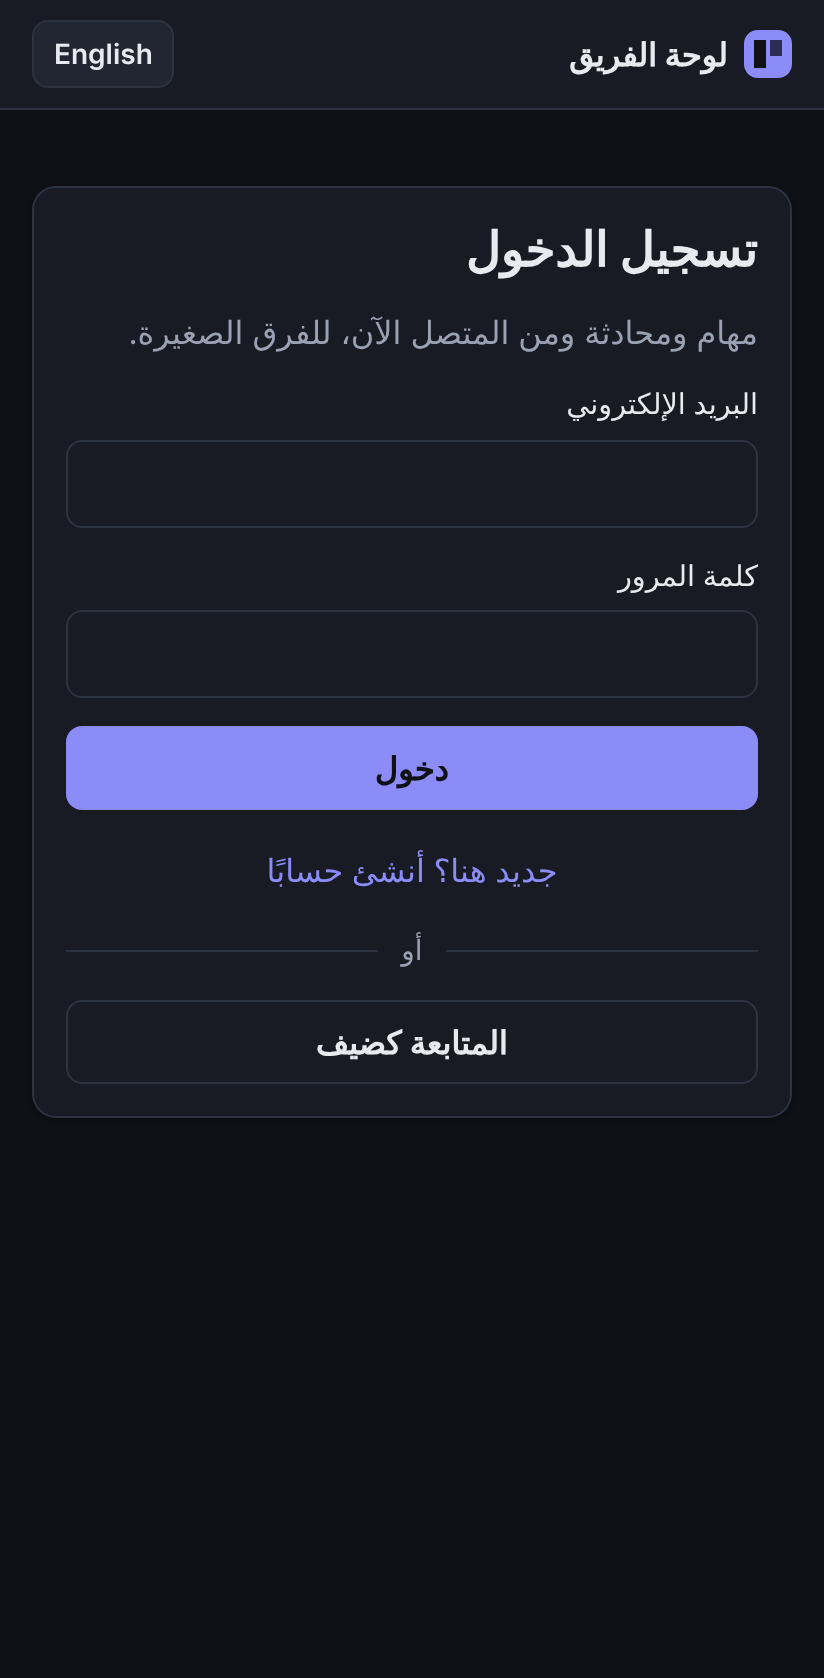 لوحة الفريق
English
تسجيل الدخول
مهام ومحادثة ومن المتصل الآن، للفرق الصغيرة.
البريد الإلكتروني
كلمة المرور
دخول
جديد هنا؟ أنشئ حسابًا
أو
المتابعة كضيف